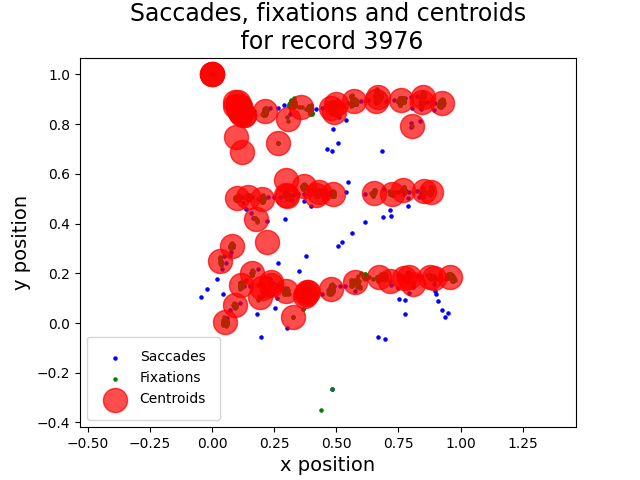 Saccades, fixations and centroids
for record 3976
1.0
0.8
0.6
0.4
0.2
0.0
−0.2
−0.4
y position
Saccades
Fixations
Centroids
−0.50 −0.25 0.00 0.25 0.50 0.75 1.00 1.25
x position